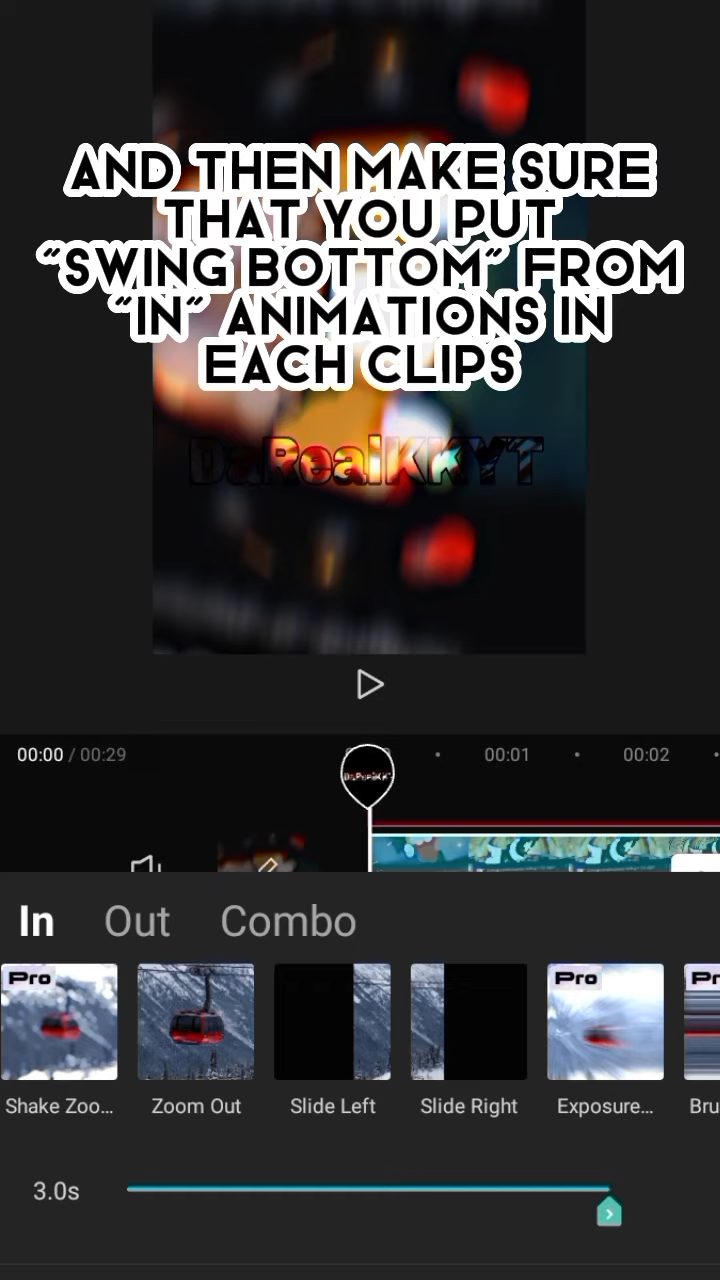 AND THEN MAKE SURE
THAT YOU PUT
“SWING BOTTOM” FROM
“IN” ANIMATIONS IN
EACH CLIPS
DaRealKKYT
00:00 / 00:29
00:01
00:02
In Out Combo
Pro
Pro
Shake Zoo... Zoom Out Slide Left Slide Right Exposure...
3.0s